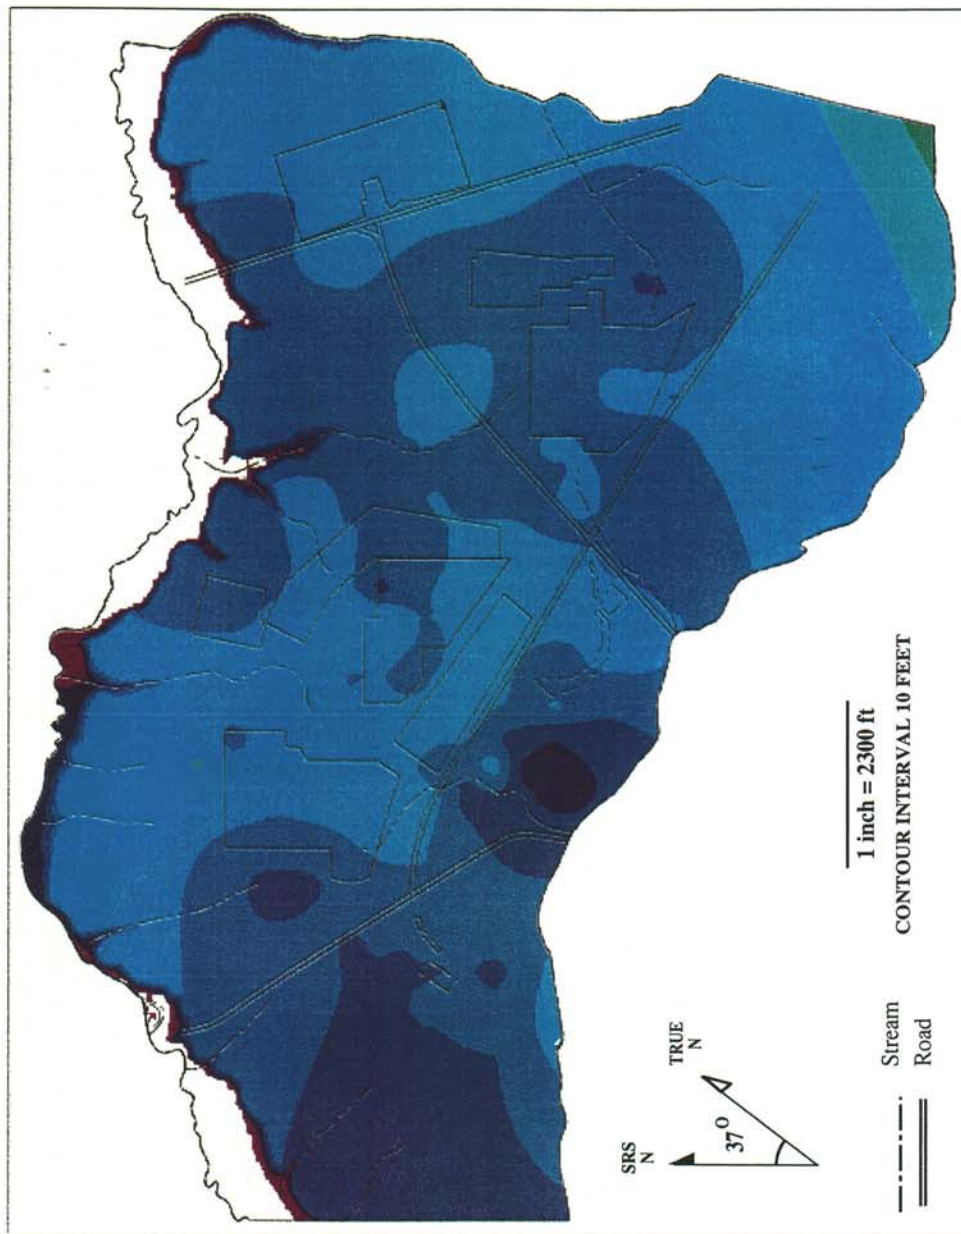 SRS
N
TRUE
N
37°
1 inch = 2300 ft
CONTOUR INTERVAL 10 FEET
Stream
Road